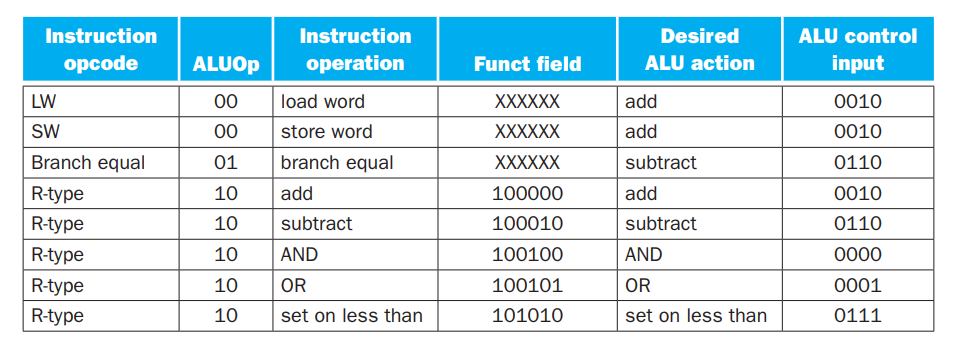 Instruction opcode ALUOp Instruction operation Funct field Desired ALU action ALU control input
LW 00 load word XXXXXX add 0010
SW 00 store word XXXXXX add 0010
Branch equal 01 branch equal XXXXXX subtract 0110
R-type 10 add 100000 add 0010
R-type 10 subtract 100010 subtract 0110
R-type 10 AND 100100 AND 0000
R-type 10 OR 100101 OR 0001
R-type 10 set on less than 101010 set on less than 0111